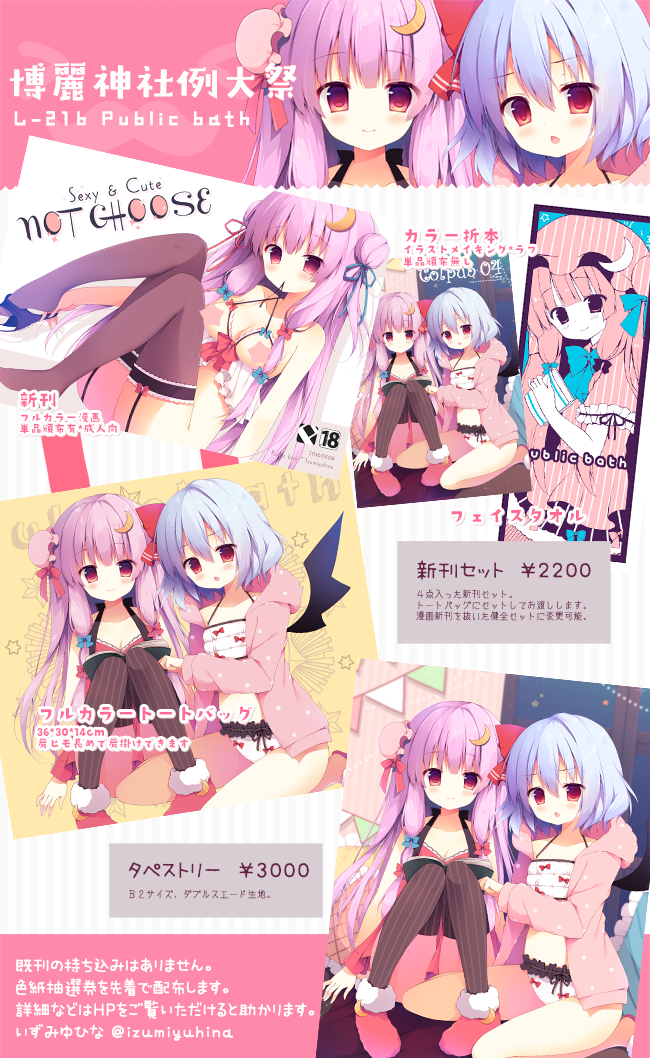 博麗神社例大祭
L-21b Public bath
Sexy & Cute
NOT CHOOSE
新刊
フルカラー漫画
単品頒布有*成人向
18
20160508
Public bath * Izumiyuhina
カラー折本
イラストメイキング*ラフ
単品頒布無し
Colpus 04
ublic bath
フェイスタオル
新刊セット ¥2200
4点入った新刊セット。
トートバッグにセットしてお渡しします。
漫画新刊を抜いた健全セットに変更可能。
フルカラートートバッグ
36*30*14cm
肩ヒモ長めで肩掛けできます
タペストリー ¥3000
B2サイズ、ダブルスエード生地。
既刊の持ち込みはありません。
色紙抽選券を先着で配布します。
詳細などはHPをご覧いただけると助かります。
いずみゆひな @izumiyuhina